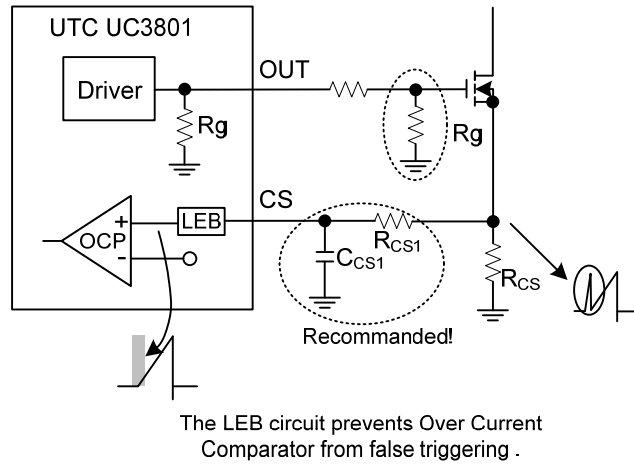 UTC UC3801
OUT
Driver
Rg
Rg
CS
+
LEB
OCP
-
RCS1
CCS1
RCS
Recommanded!
The LEB circuit prevents Over Current
Comparator from false triggering .